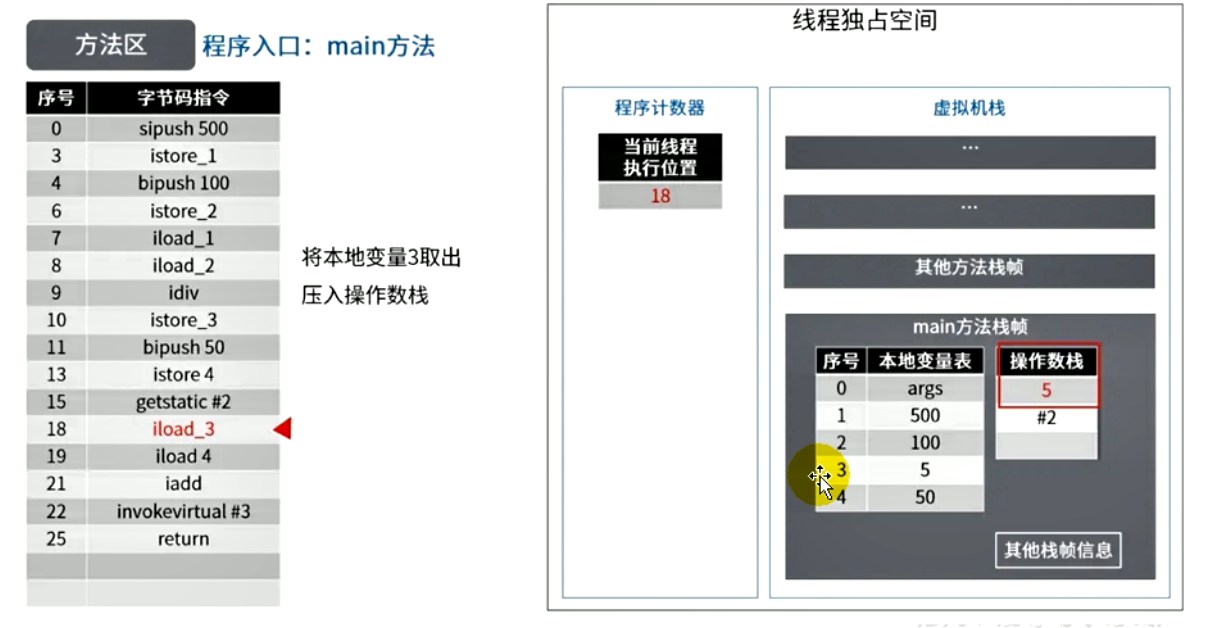 方法区
程序入口：main方法
序号 字节码指令
0 sipush 500
3 istore_1
4 bipush 100
6 istore_2
7 iload_1
8 iload_2
9 idiv
10 istore_3
11 bipush 50
13 istore 4
15 getstatic #2
18 iload_3
19 iload 4
21 iadd
22 invokevirtual #3
25 return
将本地变量3取出
压入操作数栈
线程独占空间
程序计数器
当前线程
执行位置
18
虚拟机栈
...
...
其他方法栈帧
main方法栈帧
序号 本地变量表
0 args
1 500
2 100
3 5
4 50
操作数栈
5
#2
其他栈帧信息